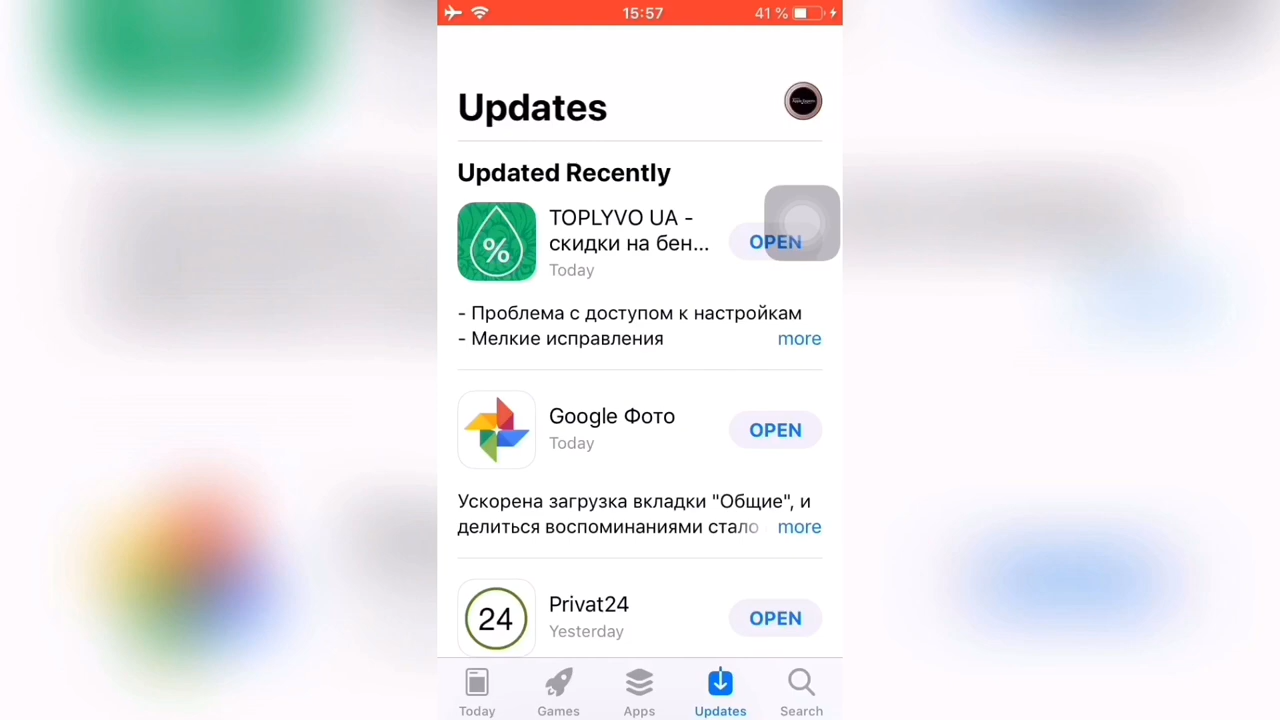 15:57
41 %
Updates
Updated Recently
%
TOPLYVO UA -
скидки на бен...
Today
OPEN
- Проблема с доступом к настройкам
- Мелкие исправления
more
Google Фото
Today
OPEN
Ускорена загрузка вкладки "Общие", и
делиться воспоминаниями стало
more
24
Privat24
Yesterday
OPEN
Today
Games
Apps
Updates
Search